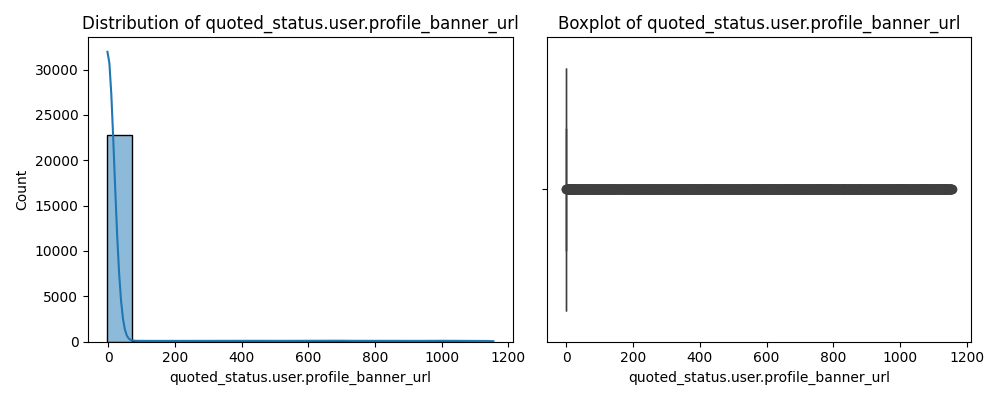 Distribution of quoted_status.user.profile_banner_url
Boxplot of quoted_status.user.profile_banner_url
Count
30000
25000
20000
15000
10000
5000
0
0 200 400 600 800 1000 1200
0 200 400 600 800 1000 1200
quoted_status.user.profile_banner_url
quoted_status.user.profile_banner_url